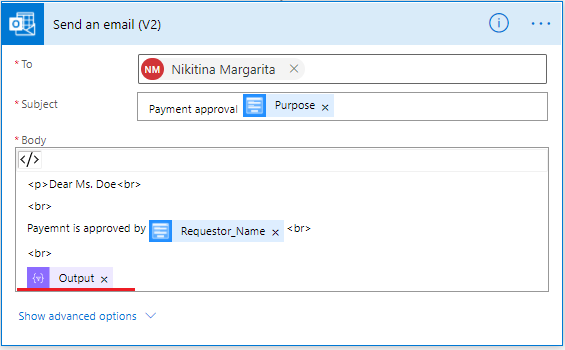 Send an email (V2)
* To
NM Nikitina Margarita ×
* Subject
Payment approval Purpose ×
* Body
</>
<p>Dear Ms. Doe<br>
<br>
Payemnt is approved by Requestor_Name × <br>
<br>
{v} Output ×
Show advanced options